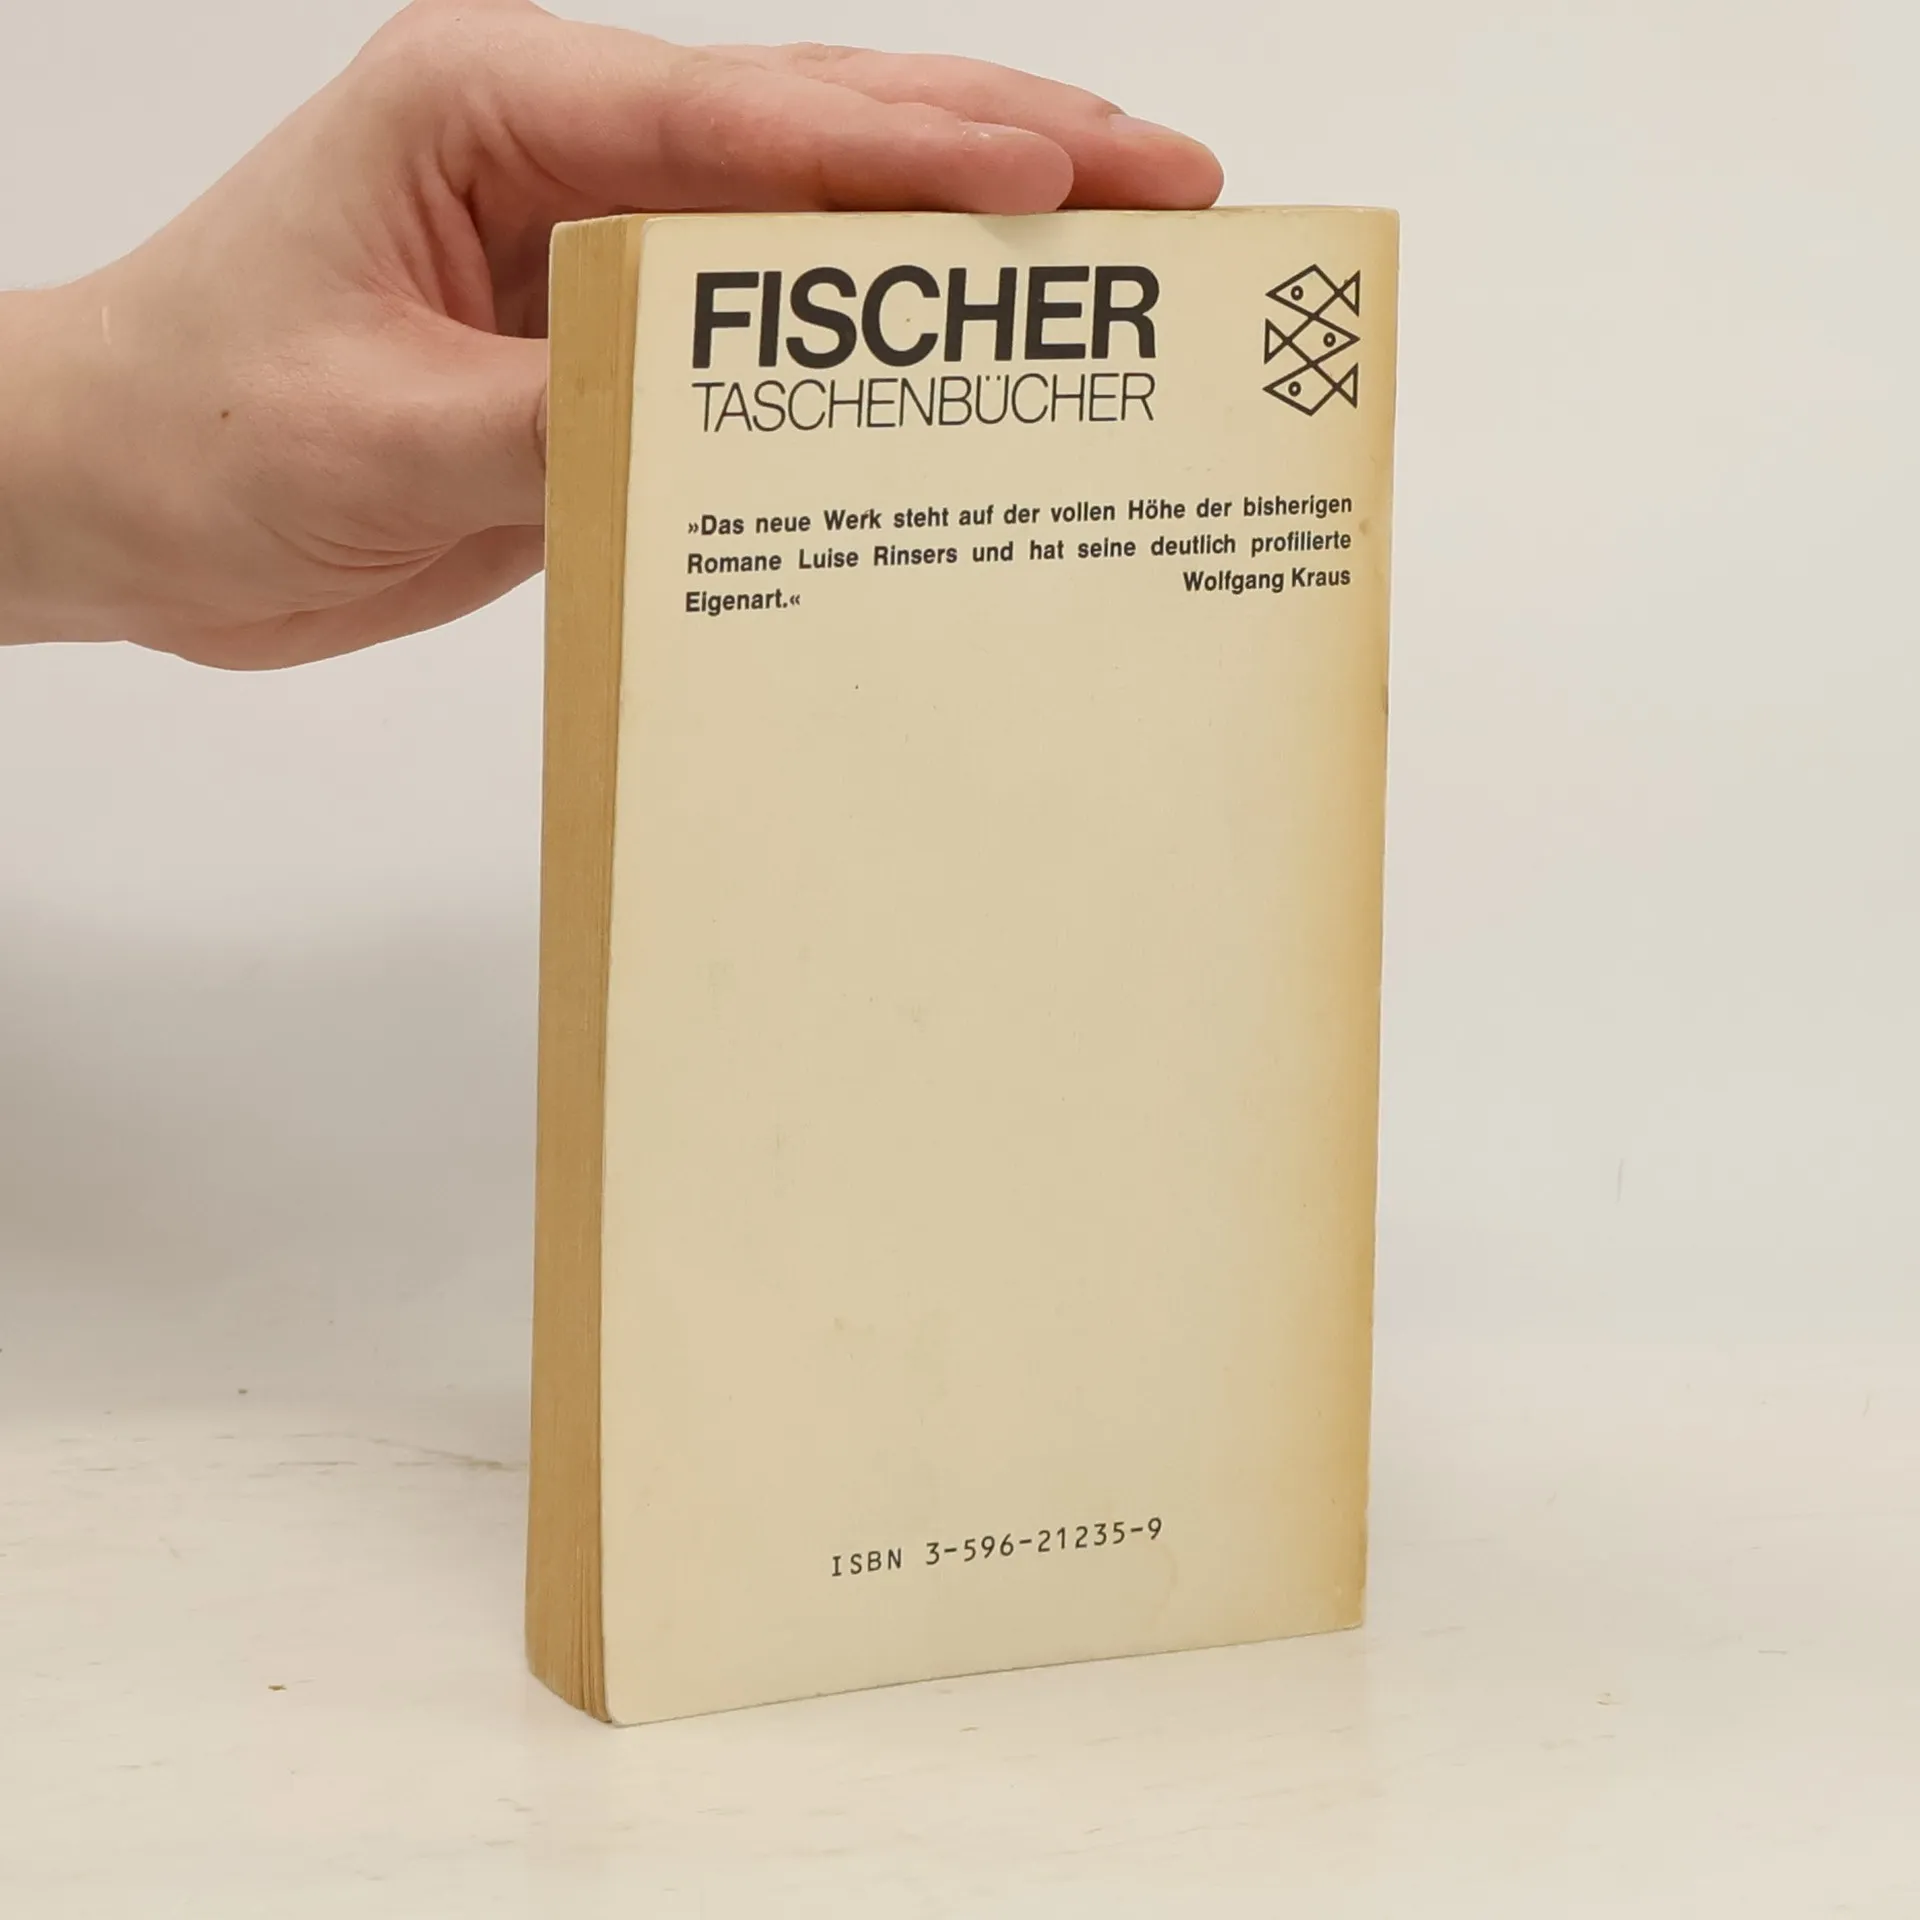 FISCHER
TASCHENBÜCHER
»Das neue Werk steht auf der vollen Höhe der bisherigen
Romane Luise Rinsers und hat seine deutlich profilierte
Eigenart.« Wolfgang Kraus
ISBN 3-596-21235-9